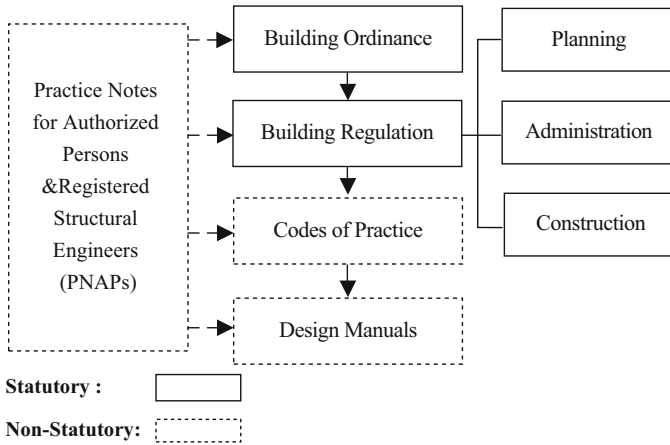 Practice Notes
for Authorized
Persons
&Registered
Structural
Engineers
(PNAPs)
Building Ordinance
Building Regulation
Codes of Practice
Design Manuals
Planning
Administration
Construction
Statutory :
Non-Statutory: